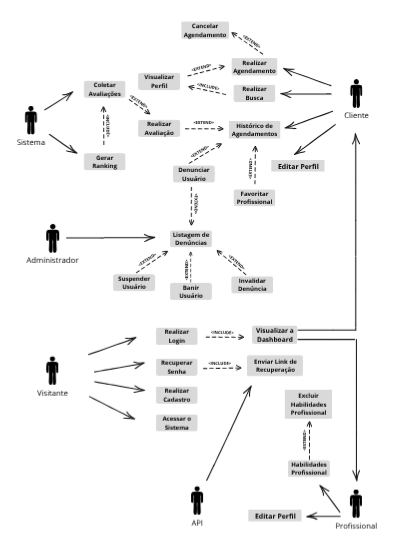 Cancelar
Agendamento
<EXTEND>
Realizar
Agendamento
<EXTEND>
Visualizar
Perfil
<INCLUDE>
Realizar
Busca
Coletar
Avaliações
<EXTEND>
Sistema
<INCLUDE>
Realizar
Avaliação
<EXTEND>
Histórico de
Agendamentos
Cliente
Gerar
Ranking
<EXTEND>
Denunciar
Usuário
<EXTEND>
Editar Perfil
Favoritar
Profissional
Administrador
Listagem de
Denúncias
<EXTEND>
<EXTEND>
<EXTEND>
Suspender
Usuário
Banir
Usuário
Invalidar
Denúncia
Realizar
Login
<INCLUDE>
Visualizar a
Dashboard
Visitante
Recuperar
Senha
<INCLUDE>
Enviar Link de
Recuperação
Realizar
Cadastro
Acessar o
Sistema
Excluir
Habilidades
Profissional
<EXTEND>
Habilidades
Profissional
API
Editar Perfil
Profissional